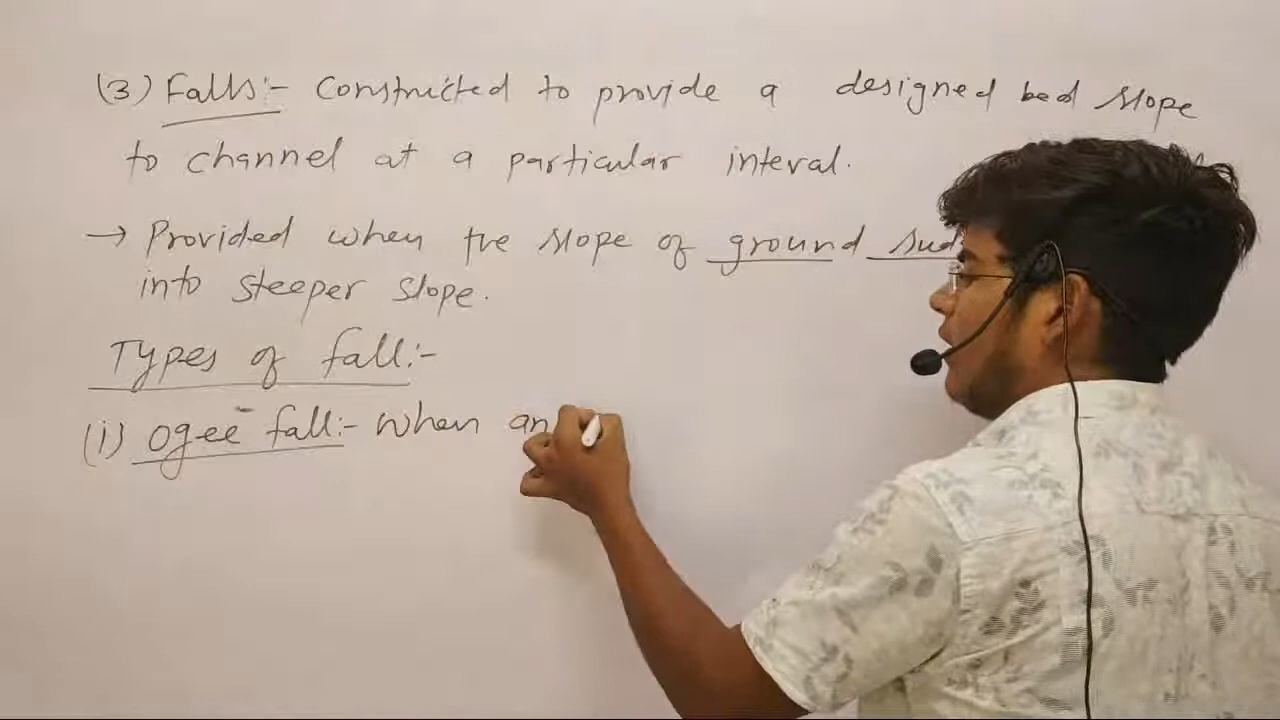 (3) Falls:- Constructed to provide a designed bed slope
to channel at a particular interval.
→ Provided when the slope of ground
into steeper slope.
Types of fall:-
(i) Ogee fall:- When an